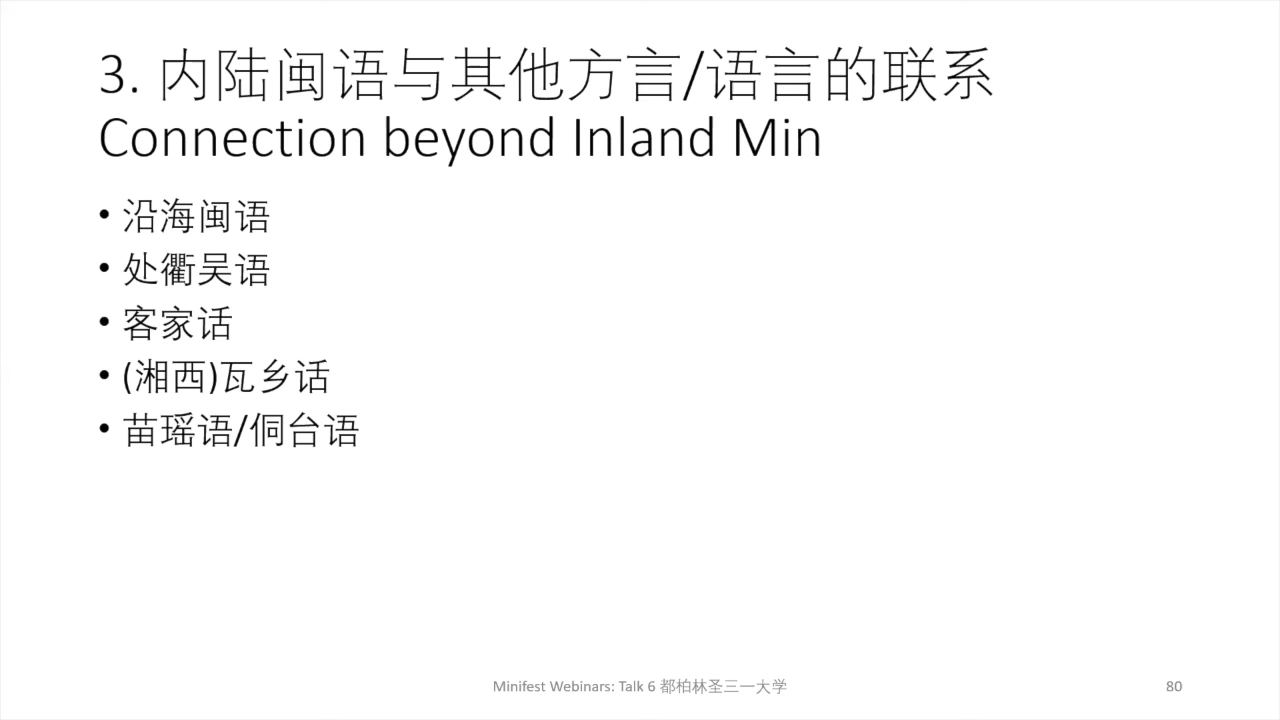 3. 内陆闽语与其他方言/语言的联系
Connection beyond Inland Min
• 沿海闽语
• 处衢吴语
• 客家话
• (湘西)瓦乡话
• 苗瑶语/侗台语
Minifest Webinars: Talk 6 都柏林圣三一大学
80